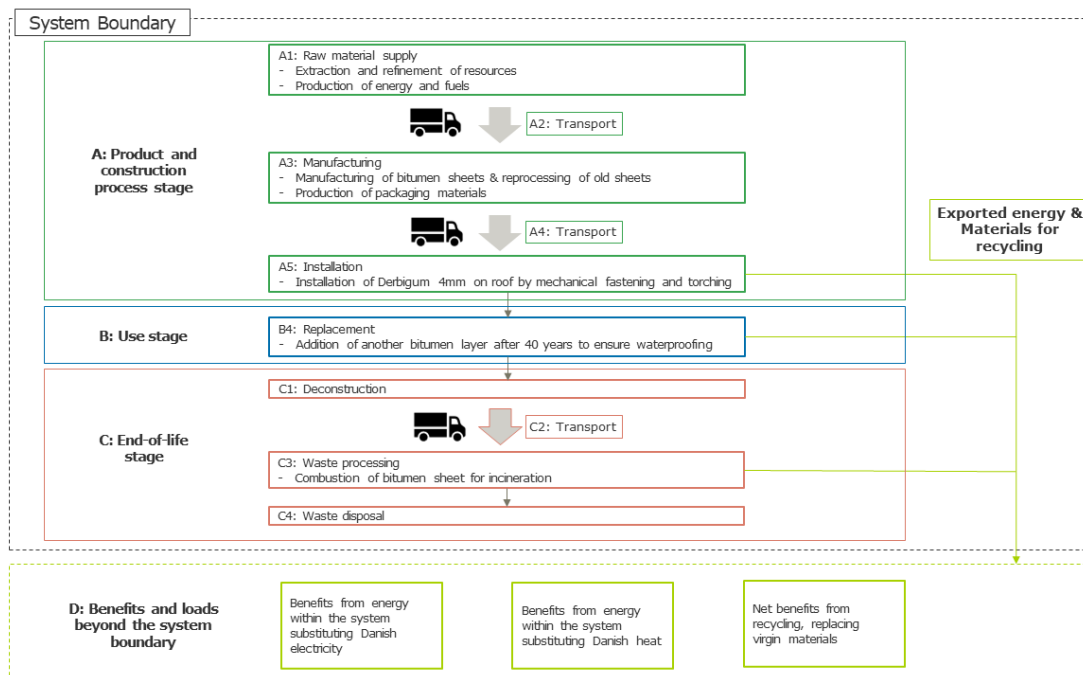 System Boundary
A1: Raw material supply
- Extraction and refinement of resources
- Production of energy and fuels
A2: Transport
A: Product and
construction
process stage
A3: Manufacturing
- Manufacturing of bitumen sheets & reprocessing of old sheets
- Production of packaging materials
A4: Transport
Exported energy &
Materials for
recycling
A5: Installation
- Installation of Derbigum 4mm on roof by mechanical fastening and torching
B: Use stage
B4: Replacement
- Addition of another bitumen layer after 40 years to ensure waterproofing
C1: Deconstruction
C2: Transport
C: End-of-life
stage
C3: Waste processing
- Combustion of bitumen sheet for incineration
C4: Waste disposal
D: Benefits and loads
beyond the system
boundary
Benefits from energy
within the system
substituting Danish
electricity
Benefits from energy
within the system
substituting Danish heat
Net benefits from
recycling, replacing
virgin materials